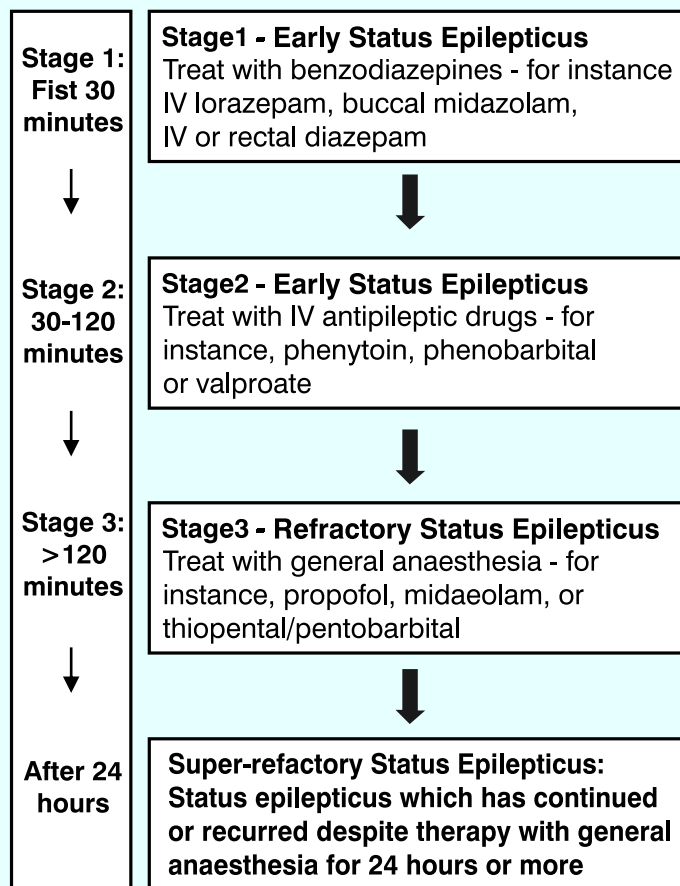 Stage 1:
Fist 30
minutes
Stage1 - Early Status Epilepticus
Treat with benzodiazepines - for instance
IV lorazepam, buccal midazolam,
IV or rectal diazepam
Stage 2:
30-120
minutes
Stage2 - Early Status Epilepticus
Treat with IV antipileptic drugs - for
instance, phenytoin, phenobarbital
or valproate
Stage 3:
>120
minutes
Stage3 - Refractory Status Epilepticus
Treat with general anaesthesia - for
instance, propofol, midaeolam, or
thiopental/pentobarbital
After 24
hours
Super-refactory Status Epilepticus:
Status epilepticus which has continued
or recurred despite therapy with general
anaesthesia for 24 hours or more